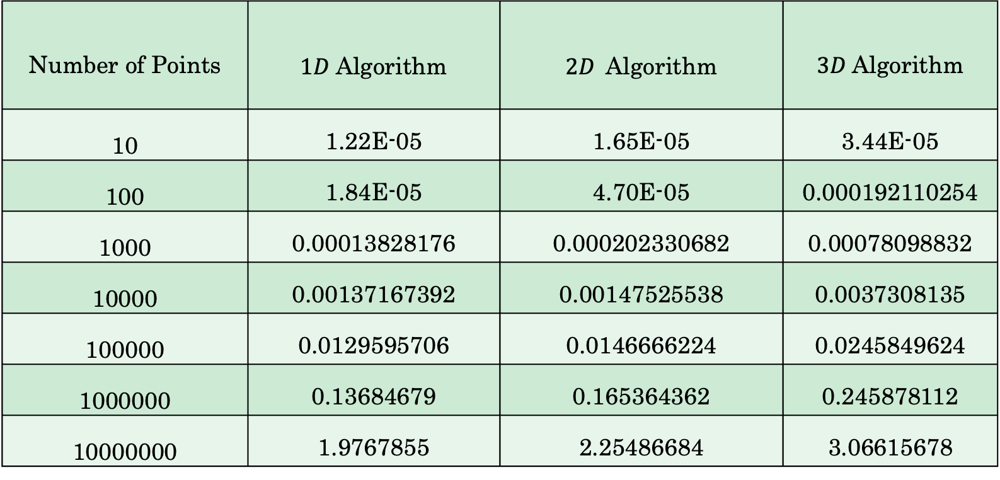 Number of Points 1D Algorithm 2D Algorithm 3D Algorithm
10 1.22E-05 1.65E-05 3.44E-05
100 1.84E-05 4.70E-05 0.000192110254
1000 0.00013828176 0.000202330682 0.00078098832
10000 0.00137167392 0.00147525538 0.0037308135
100000 0.0129595706 0.0146666224 0.0245849624
1000000 0.13684679 0.165364362 0.245878112
10000000 1.9767855 2.25486684 3.06615678